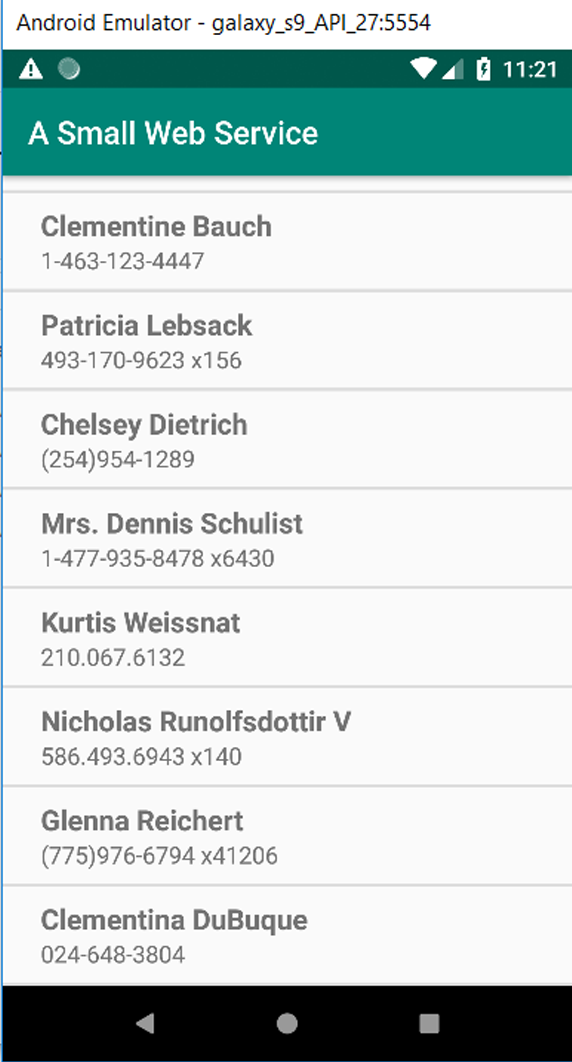 Android Emulator - galaxy_s9_API_27:5554
11:21
A Small Web Service
Clementine Bauch
1-463-123-4447
Patricia Lebsack
493-170-9623 x156
Chelsey Dietrich
(254)954-1289
Mrs. Dennis Schulist
1-477-935-8478 x6430
Kurtis Weissnat
210.067.6132
Nicholas Runolfsdottir V
586.493.6943 x140
Glenna Reichert
(775)976-6794 x41206
Clementina DuBuque
024-648-3804